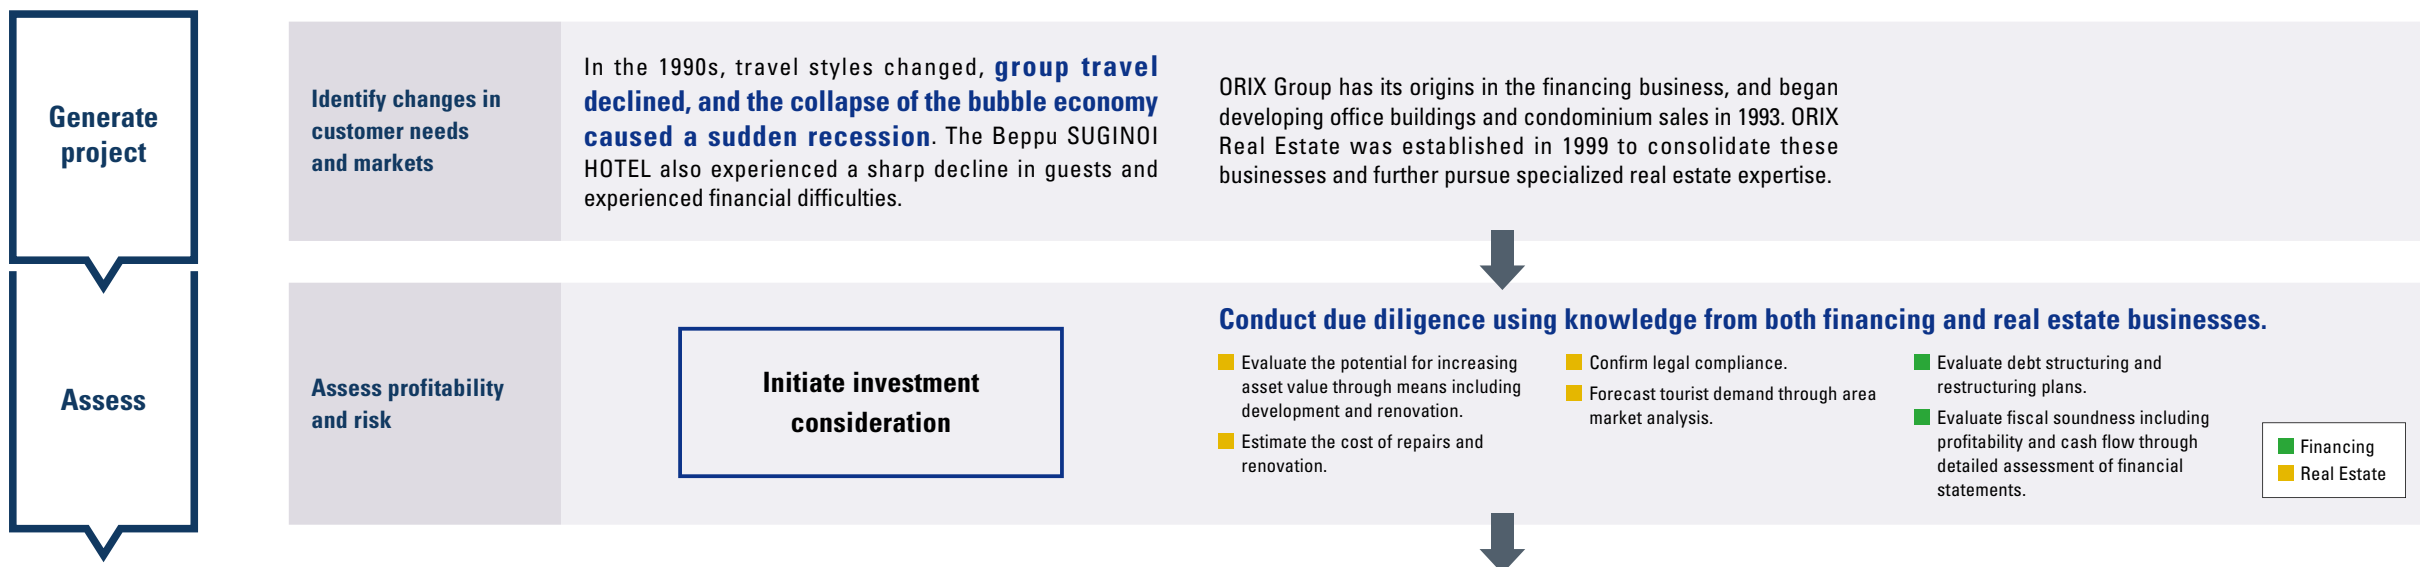 Generate
project
Identify changes in
customer needs
and markets
In the 1990s, travel styles changed, group travel
declined, and the collapse of the bubble economy
caused a sudden recession. The Beppu SUGINOI
HOTEL also experienced a sharp decline in guests and
experienced financial difficulties.
ORIX Group has its origins in the financing business, and began
developing office buildings and condominium sales in 1993. ORIX
Real Estate was established in 1999 to consolidate these
businesses and further pursue specialized real estate expertise.
Assess
Assess profitability
and risk
Initiate investment
consideration
Conduct due diligence using knowledge from both financing and real estate businesses.
Evaluate the potential for increasing
asset value through means including
development and renovation.
Estimate the cost of repairs and
renovation.
Confirm legal compliance.
Forecast tourist demand through area
market analysis.
Evaluate debt structuring and
restructuring plans.
Evaluate fiscal soundness including
profitability and cash flow through
detailed assessment of financial
statements.
Financing
Real Estate